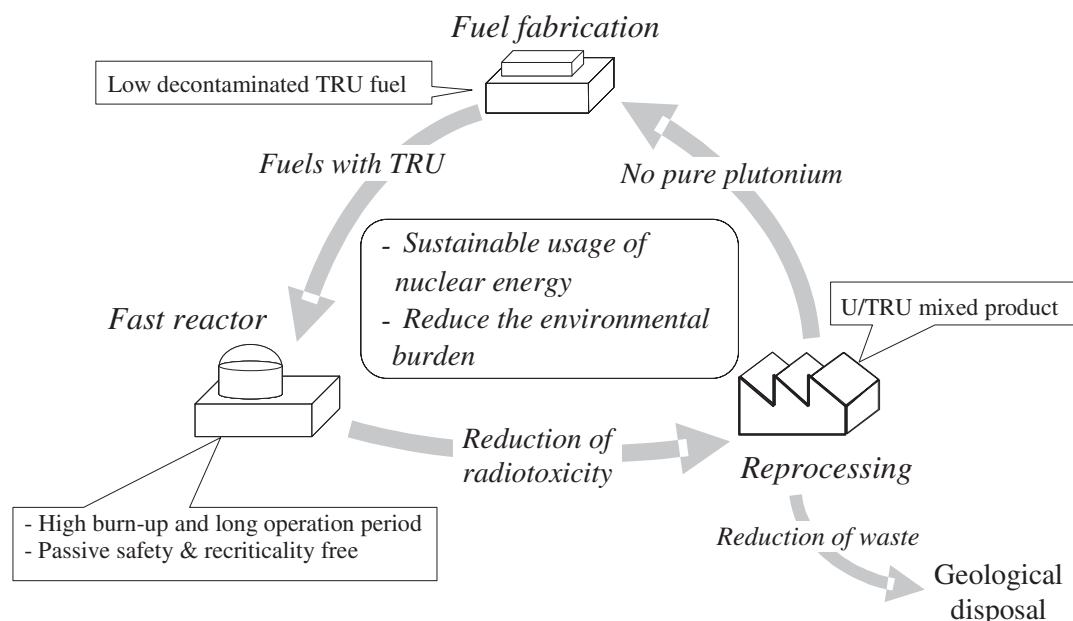 Fuel fabrication
Low decontaminated TRU fuel
Fuels with TRU
No pure plutonium
- Sustainable usage of
nuclear energy
- Reduce the environmental
burden
U/TRU mixed product
Fast reactor
Reduction of
radiotoxicity
Reprocessing
- High burn-up and long operation period
- Passive safety & recriticality free
Reduction of waste
Geological
disposal